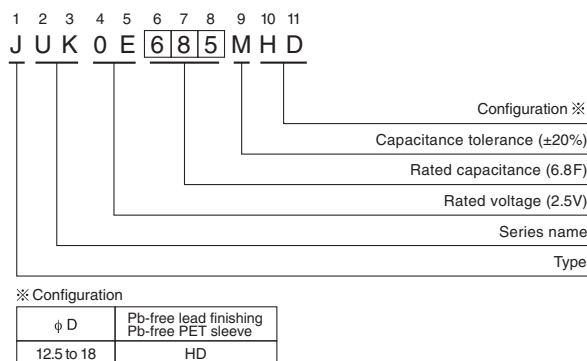 1 2 3 4 5 6 7 8 9 10 11
J U K 0 E 6 8 5 M H D
Configuration ※
Capacitance tolerance (±20%)
Rated capacitance (6.8F)
Rated voltage (2.5V)
Series name
Type
※ Configuration
φ D
Pb-free lead finishing
Pb-free PET sleeve
12.5 to 18
HD